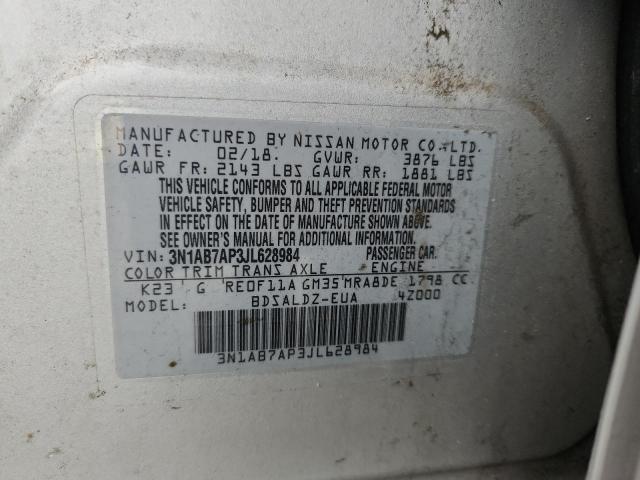 MANUFACTURED BY NISSAN MOTOR CO.,LTD.
DATE: 02/18. GVWR: 3876 LBS
GAWR FR: 2143 LBS GAWR RR: 1881 LBS
THIS VEHICLE CONFORMS TO ALL APPLICABLE FEDERAL MOTOR
VEHICLE SAFETY, BUMPER AND THEFT PREVENTION STANDARDS
IN EFFECT ON THE DATE OF MANUFACTURE SHOWN ABOVE.
SEE OWNER'S MANUAL FOR ADDITIONAL INFORMATION.
VIN: 3N1AB7AP3JL628984 PASSENGER CAR.
COLOR TRIM TRANS AXLE ENGINE
K23 G RE0F11A GM35 MRA8DE 1798 CC
BDSALDZ-EUA 4Z000
3N1AB7AP3JL628984